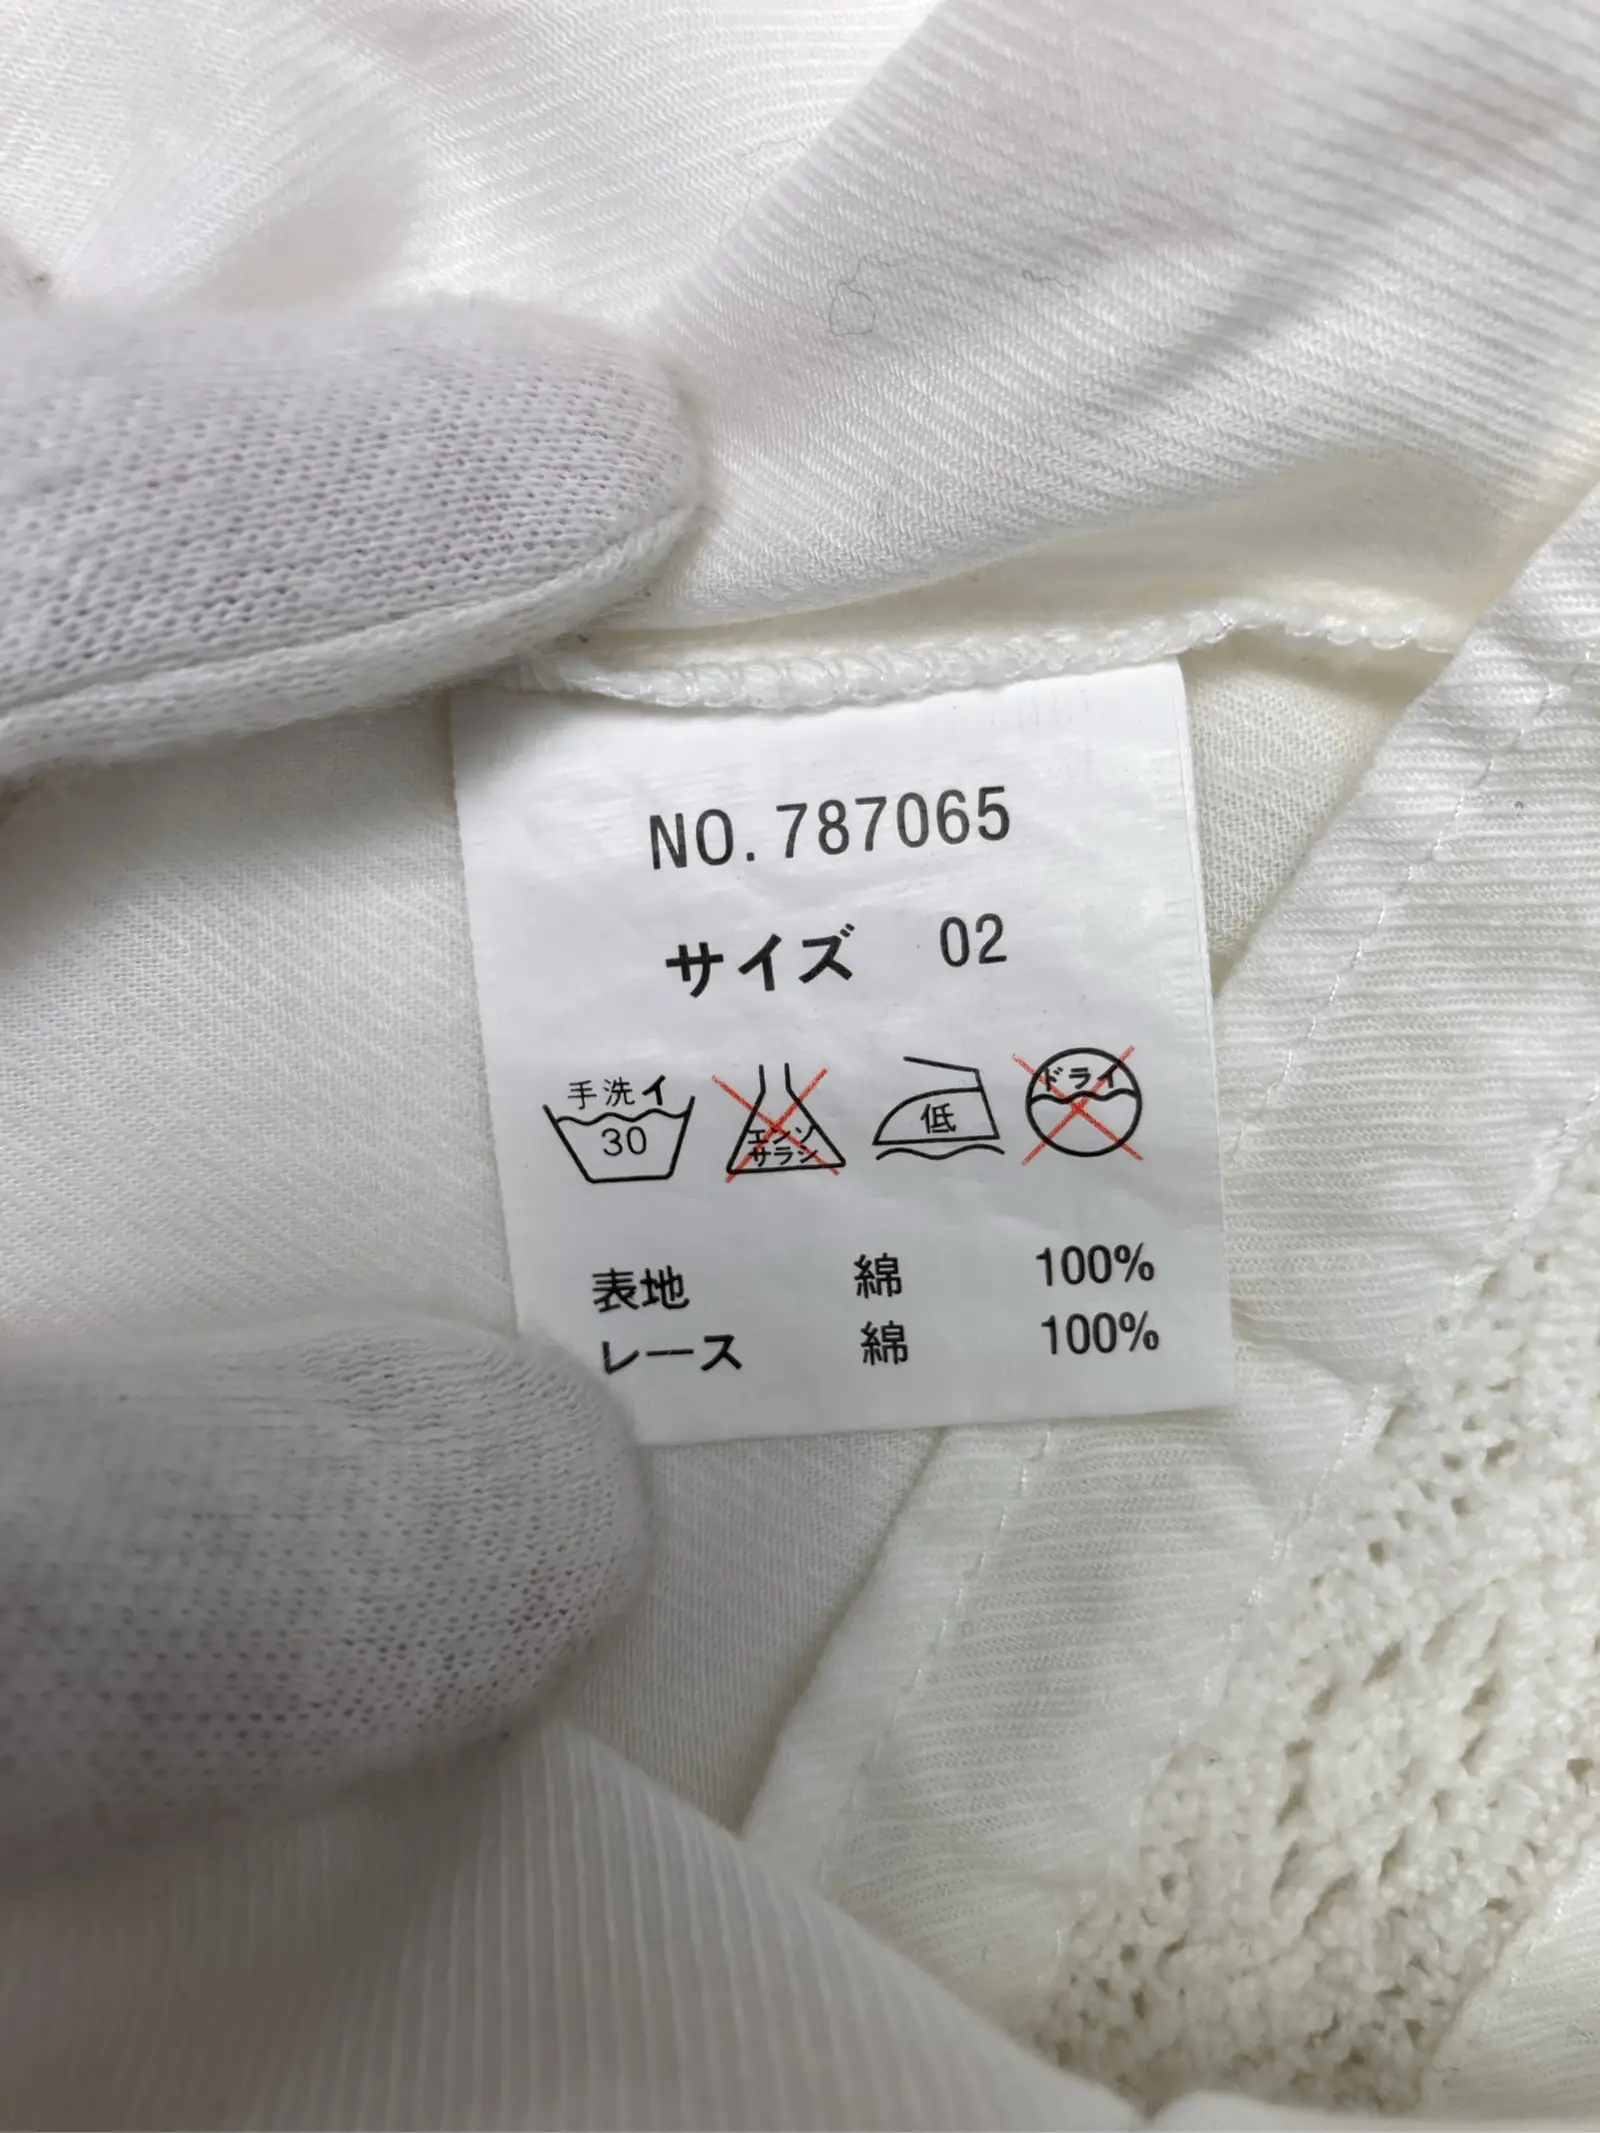 NO.787065
サイズ 02
手洗イ
30
エンソ
サラシ
低
ドライ
表地 綿 100%
レース 綿 100%